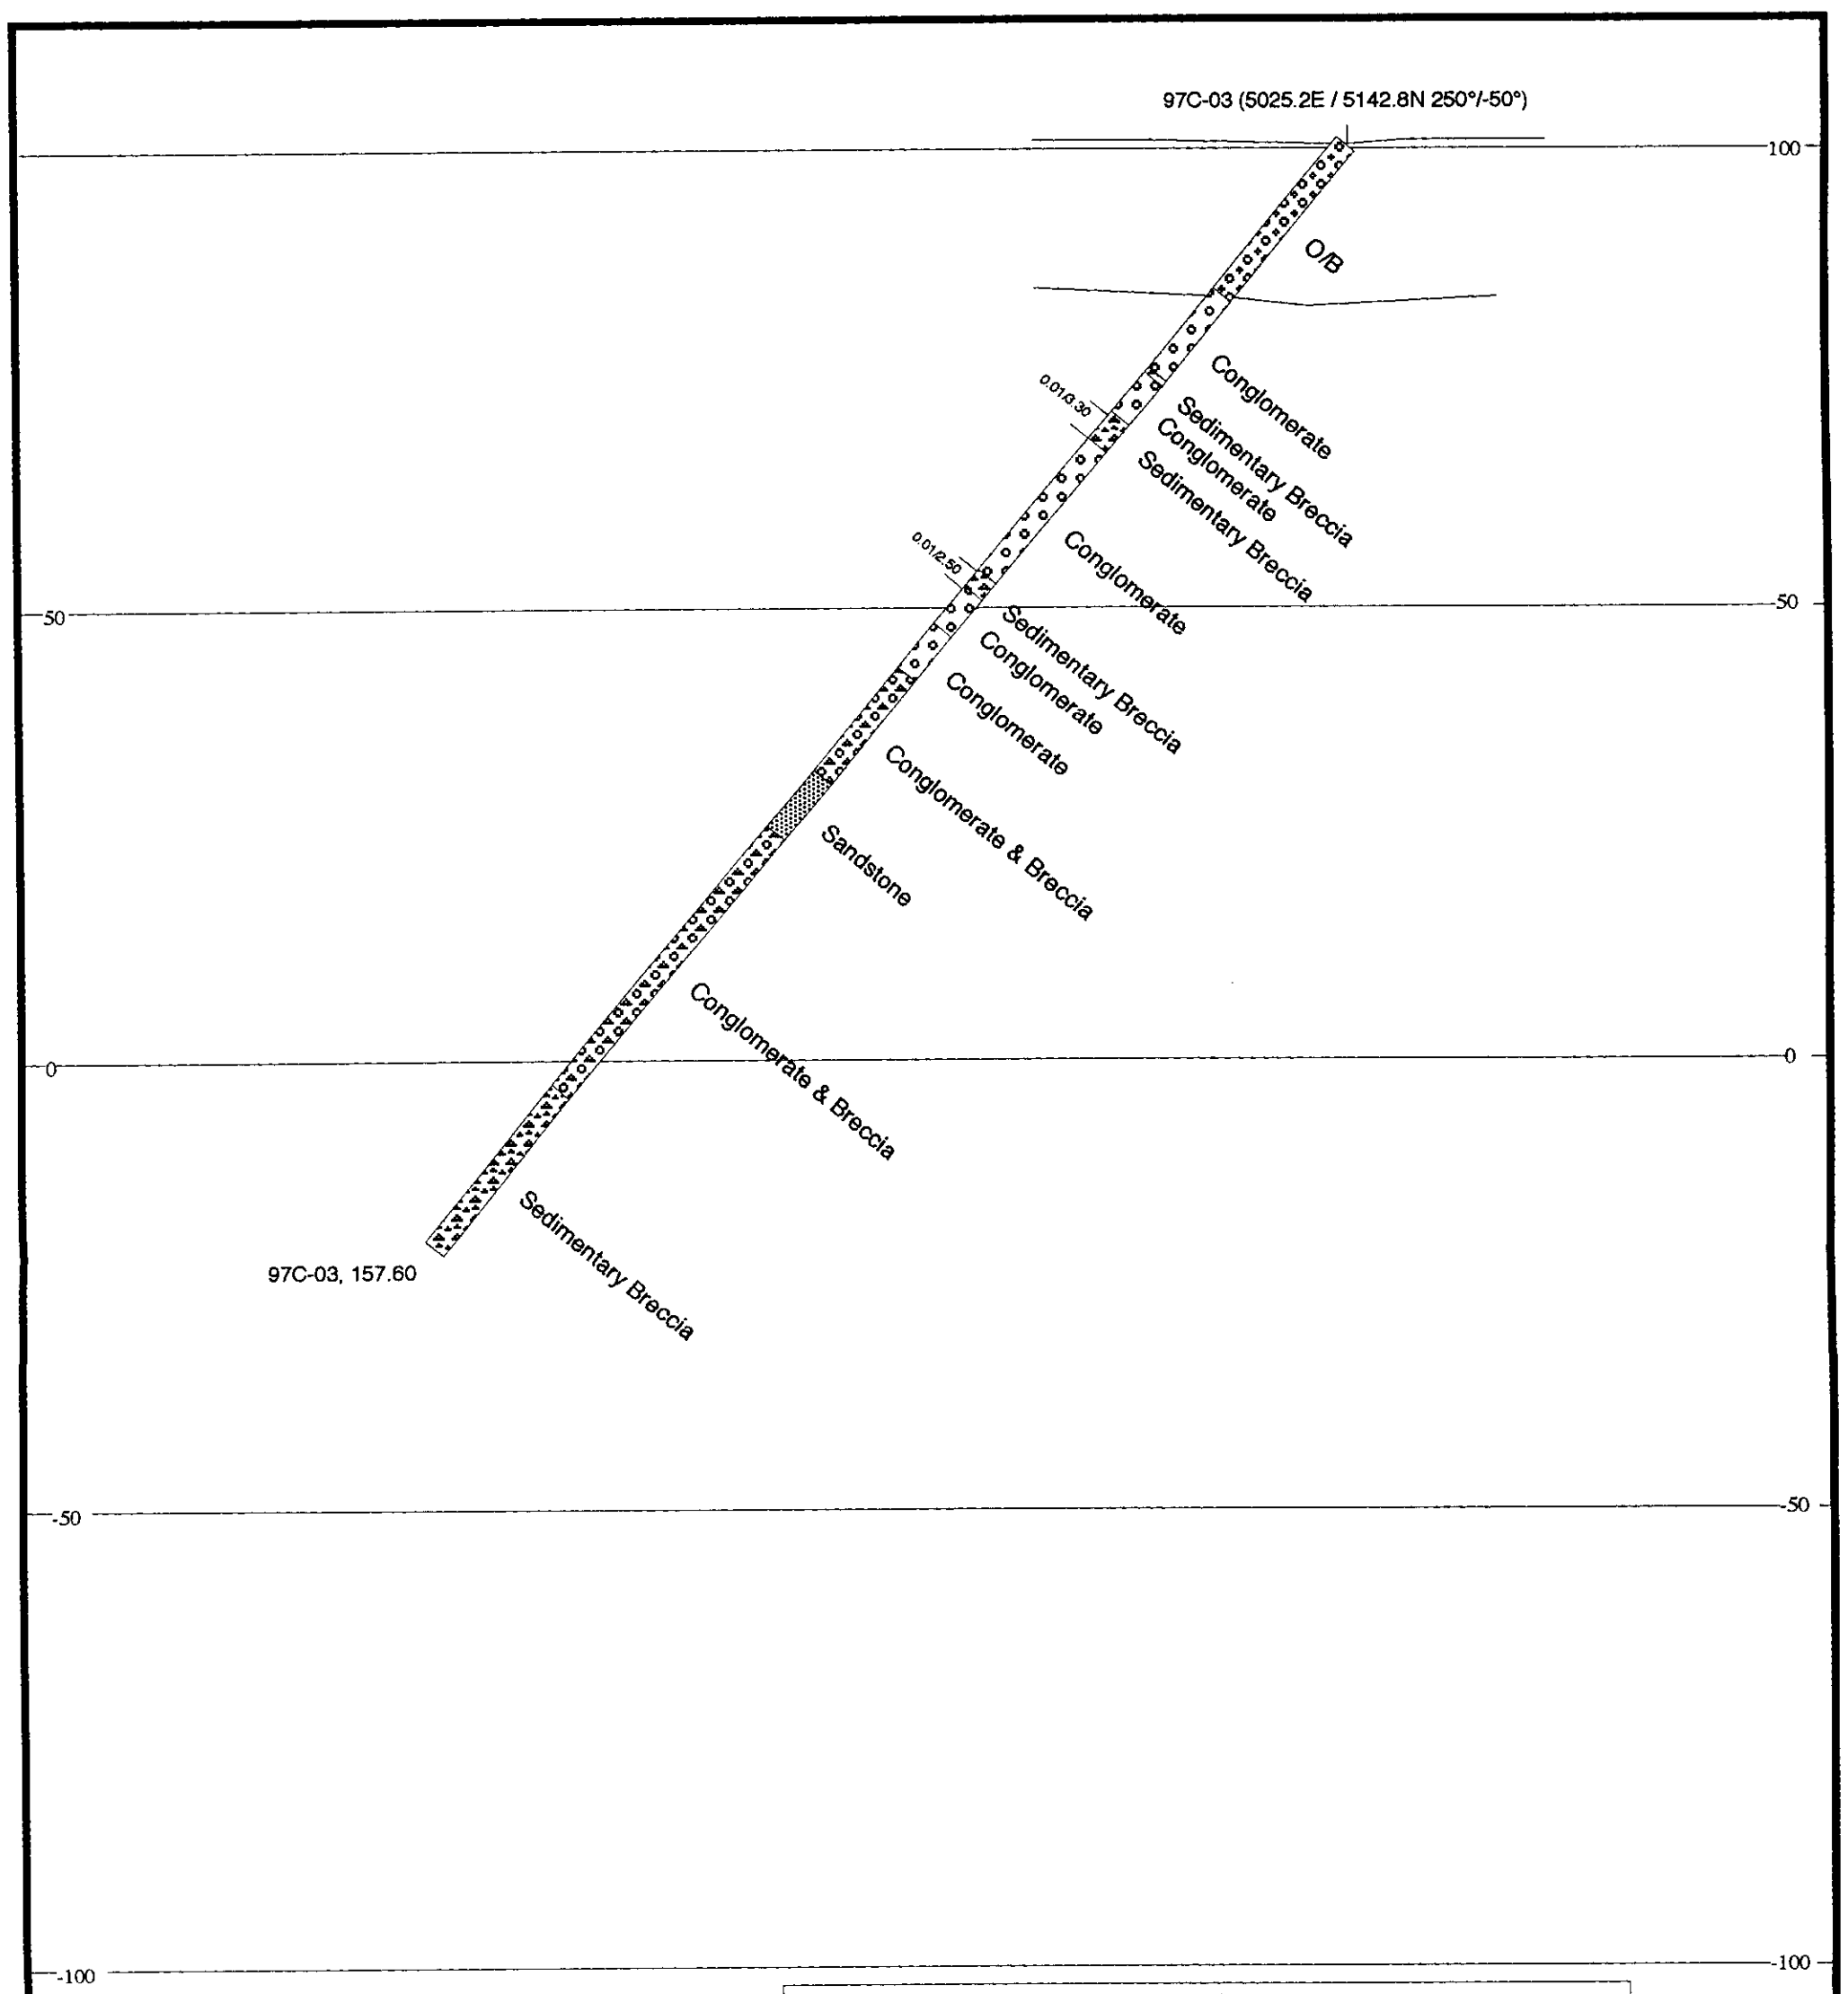 97C-03 (5025.2E / 5142.8N 250°/-50°)
100
O/B
Conglomerate
0.01/3.30
Sedimentary Breccia
Conglomerate
Sedimentary Breccia
Conglomerate
0.01/2.50
50
50
Sedimentary Breccia
Conglomerate
Conglomerate
Conglomerate & Breccia
Sandstone
Conglomerate & Breccia
0
0
Sedimentary Breccia
97C-03, 157.60
-50
-50
-100
-100